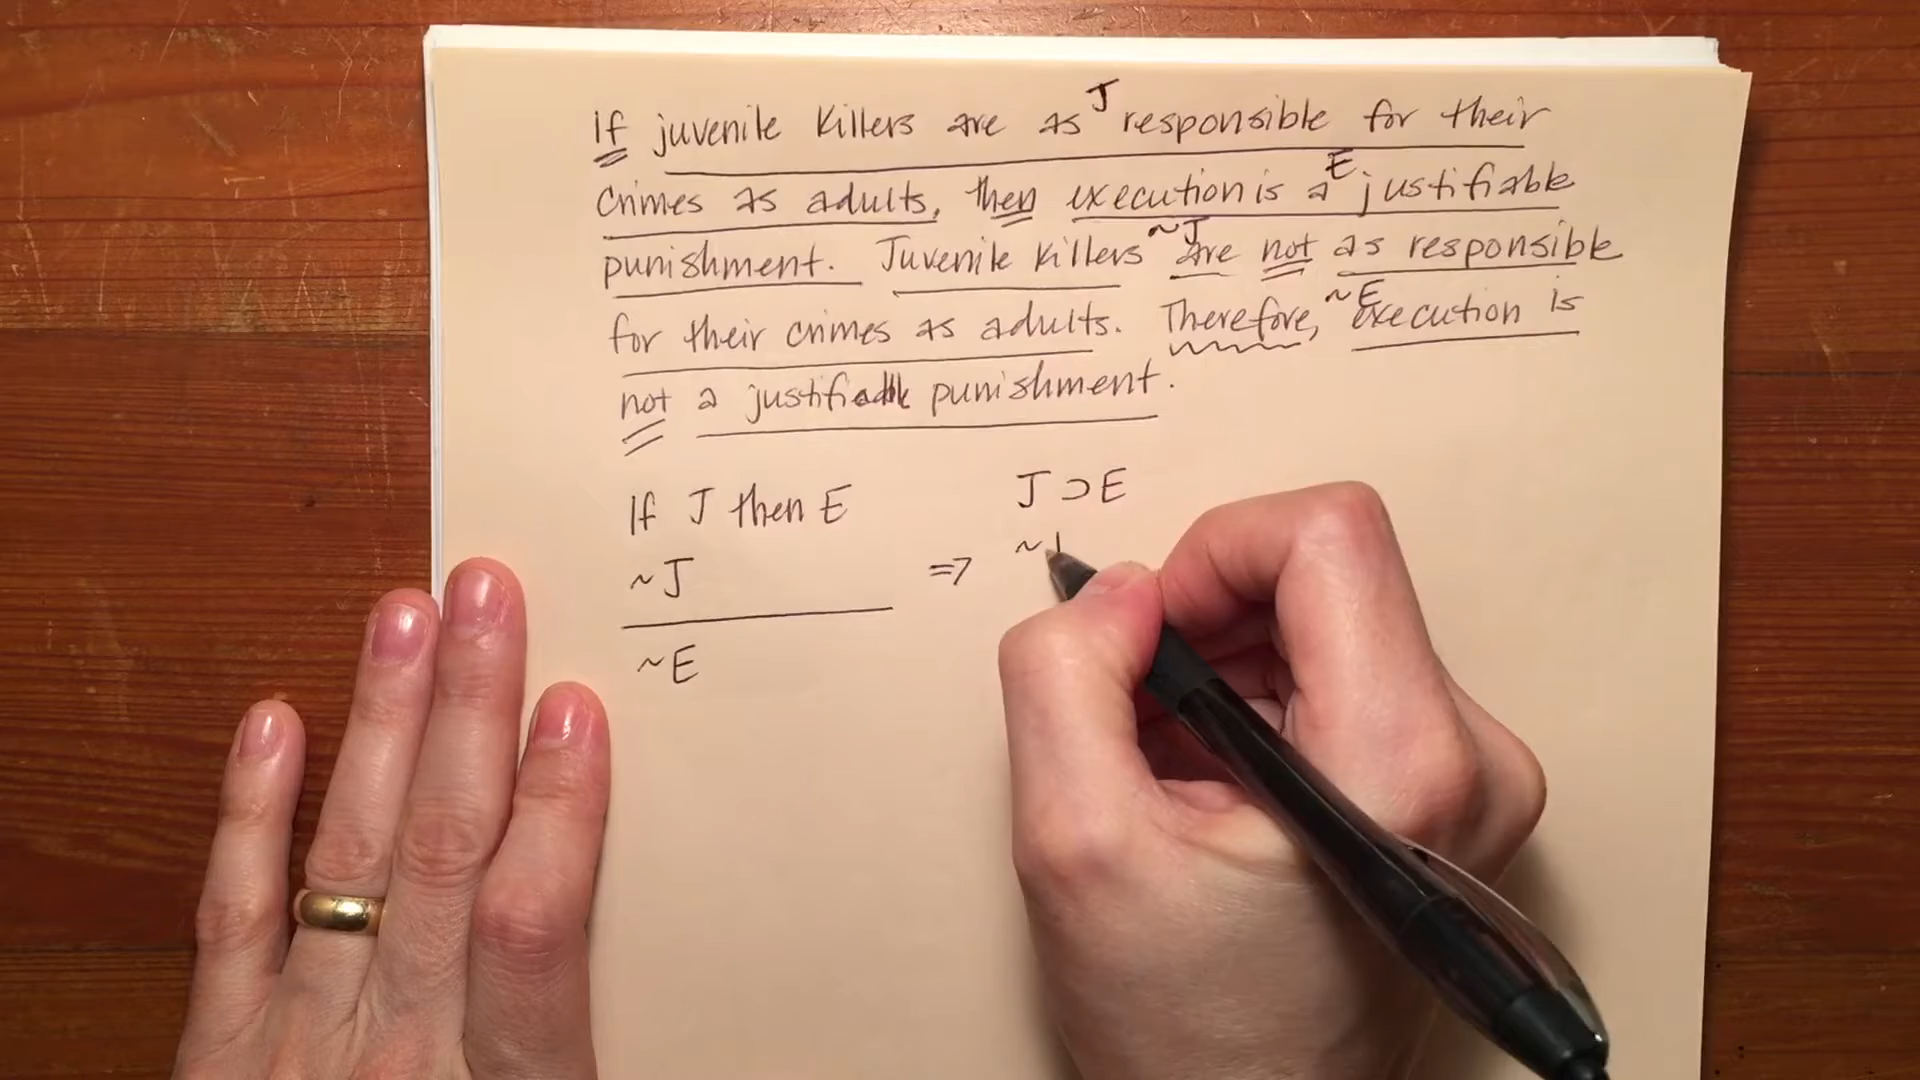 If juvenile killers are as J responsible for their
crimes as adults, then execution is a E justifiable
punishment. Juvenile killers ~J are not as responsible
for their crimes as adults. Therefore, ~E execution is
not a justifiable punishment.
If J then E
~J
~E
=>
J ⊃ E
~